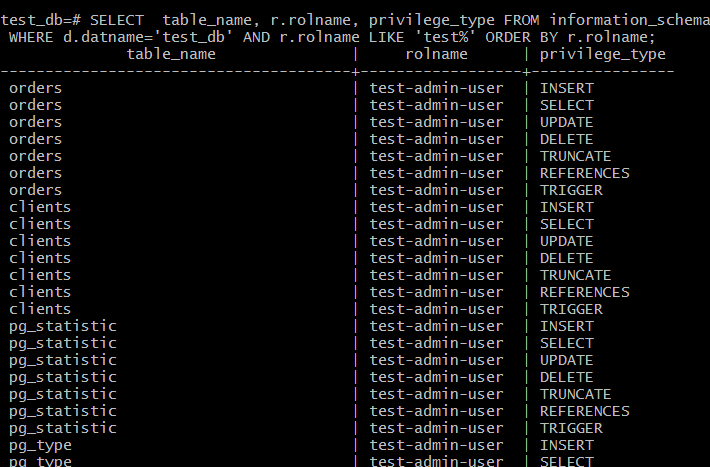 test_db=# SELECT  table_name, r.rolname, privilege_type FROM information_schema
 WHERE d.datname='test_db' AND r.rolname LIKE 'test%' ORDER BY r.rolname;
              table_name               |     rolname      | privilege_type
---------------------------------------+------------------+----------------
 orders                                | test-admin-user  | INSERT
 orders                                | test-admin-user  | SELECT
 orders                                | test-admin-user  | UPDATE
 orders                                | test-admin-user  | DELETE
 orders                                | test-admin-user  | TRUNCATE
 orders                                | test-admin-user  | REFERENCES
 orders                                | test-admin-user  | TRIGGER
 clients                               | test-admin-user  | INSERT
 clients                               | test-admin-user  | SELECT
 clients                               | test-admin-user  | UPDATE
 clients                               | test-admin-user  | DELETE
 clients                               | test-admin-user  | TRUNCATE
 clients                               | test-admin-user  | REFERENCES
 clients                               | test-admin-user  | TRIGGER
 pg_statistic                          | test-admin-user  | INSERT
 pg_statistic                          | test-admin-user  | SELECT
 pg_statistic                          | test-admin-user  | UPDATE
 pg_statistic                          | test-admin-user  | DELETE
 pg_statistic                          | test-admin-user  | TRUNCATE
 pg_statistic                          | test-admin-user  | REFERENCES
 pg_statistic                          | test-admin-user  | TRIGGER
 pg_type                               | test-admin-user  | INSERT
 pg_type                               | test-admin-user  | SELECT